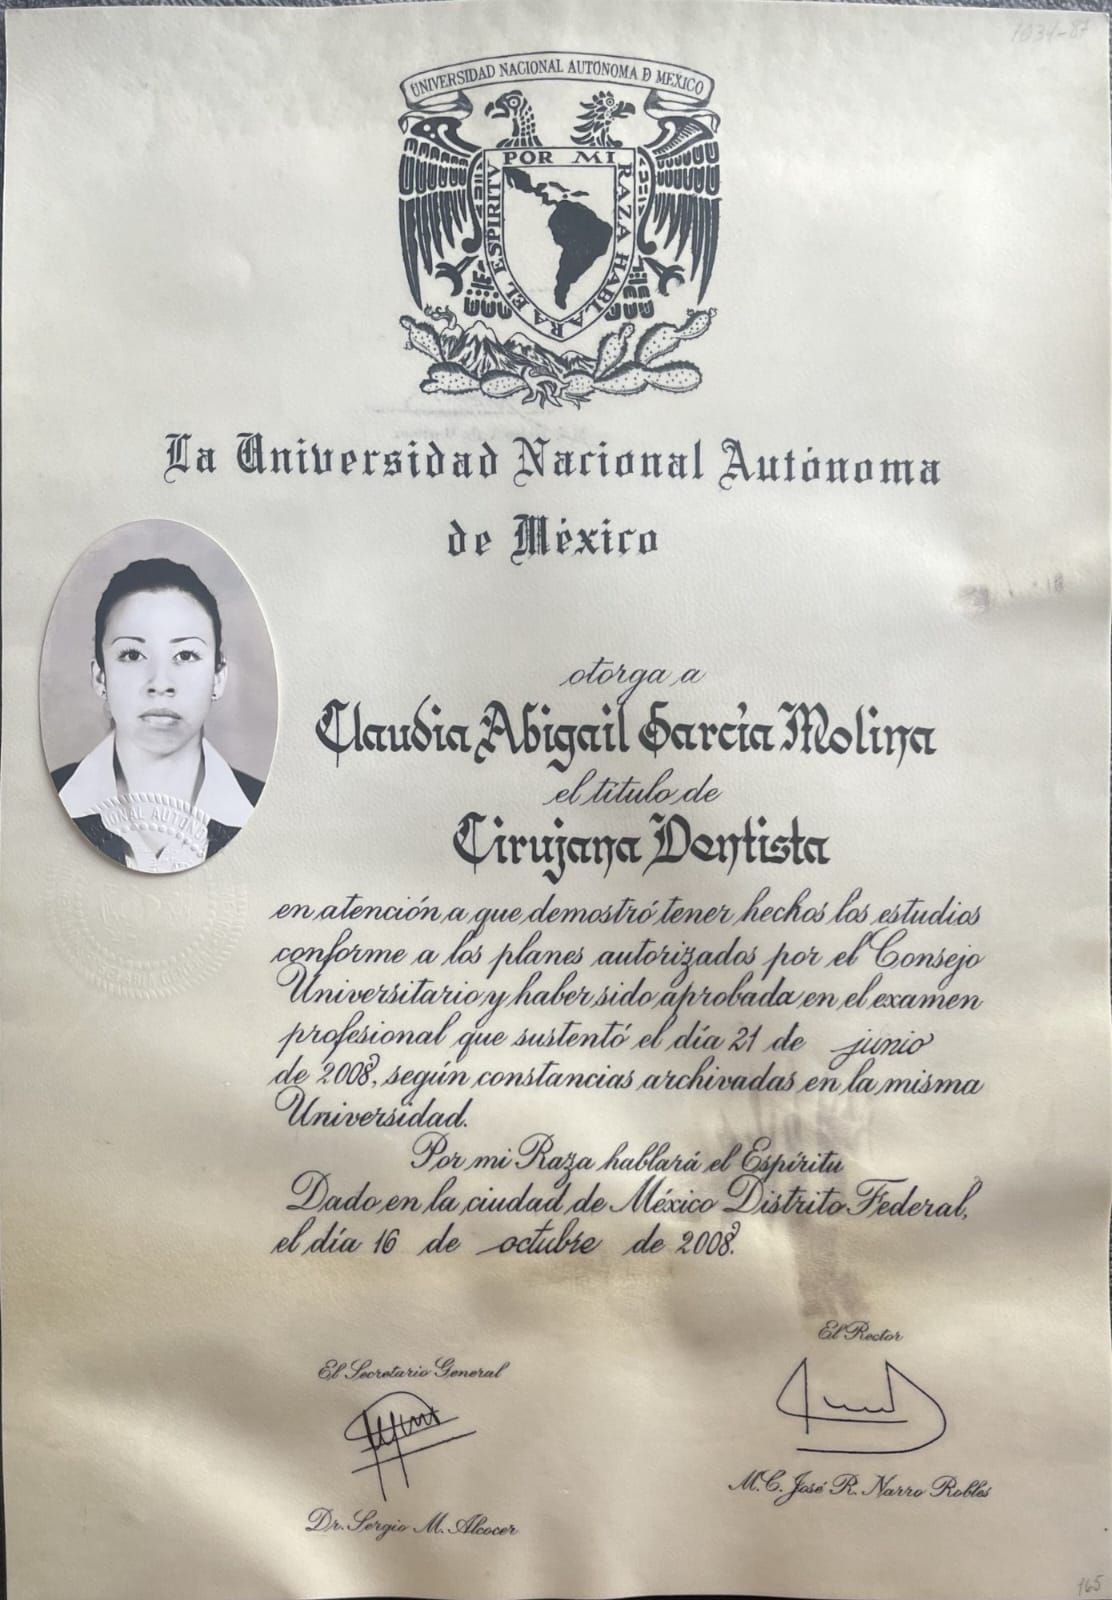 1934-87
UNIVERSIDAD NACIONAL AUTONOMA D MEXICO
POR MI RAZA HABLARA EL ESPIRITV
La Universidad Nacional Autónoma
de México
otorga a
Claudia Abigail García Molina
el título de
Cirujana Dentista
en atención a que demostró tener hechos los estudios
conforme a los planes autorizados por el Consejo
Universitario y haber sido aprobada en el examen
profesional que sustentó el día 21 de junio
de 2008, según constancias archivadas en la misma
Universidad.
Por mi Raza hablará el Espíritu
Dado en la ciudad de México Distrito Federal,
el día 16 de octubre de 2008.
El Rector
El Secretario General
M.C. José R. Narro Robles
Dr. Sergio M. Alcocer
165